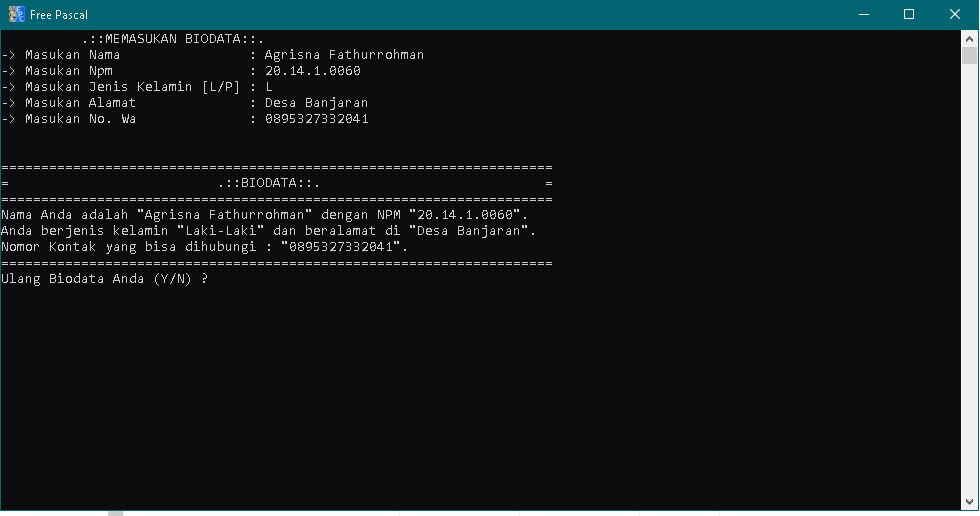 Free Pascal
.::MEMASUKAN BIODATA::.
-> Masukan Nama : Agrisna Fathurrohman
-> Masukan Npm : 20.14.1.0060
-> Masukan Jenis Kelamin [L/P] : L
-> Masukan Alamat : Desa Banjaran
-> Masukan No. Wa : 0895327332041
=====================================================================
= .::BIODATA::. =
=====================================================================
Nama Anda adalah "Agrisna Fathurrohman" dengan NPM "20.14.1.0060".
Anda berjenis kelamin "Laki-Laki" dan beralamat di "Desa Banjaran".
Nomor Kontak yang bisa dihubungi : "0895327332041".
=====================================================================
Ulang Biodata Anda (Y/N) ?